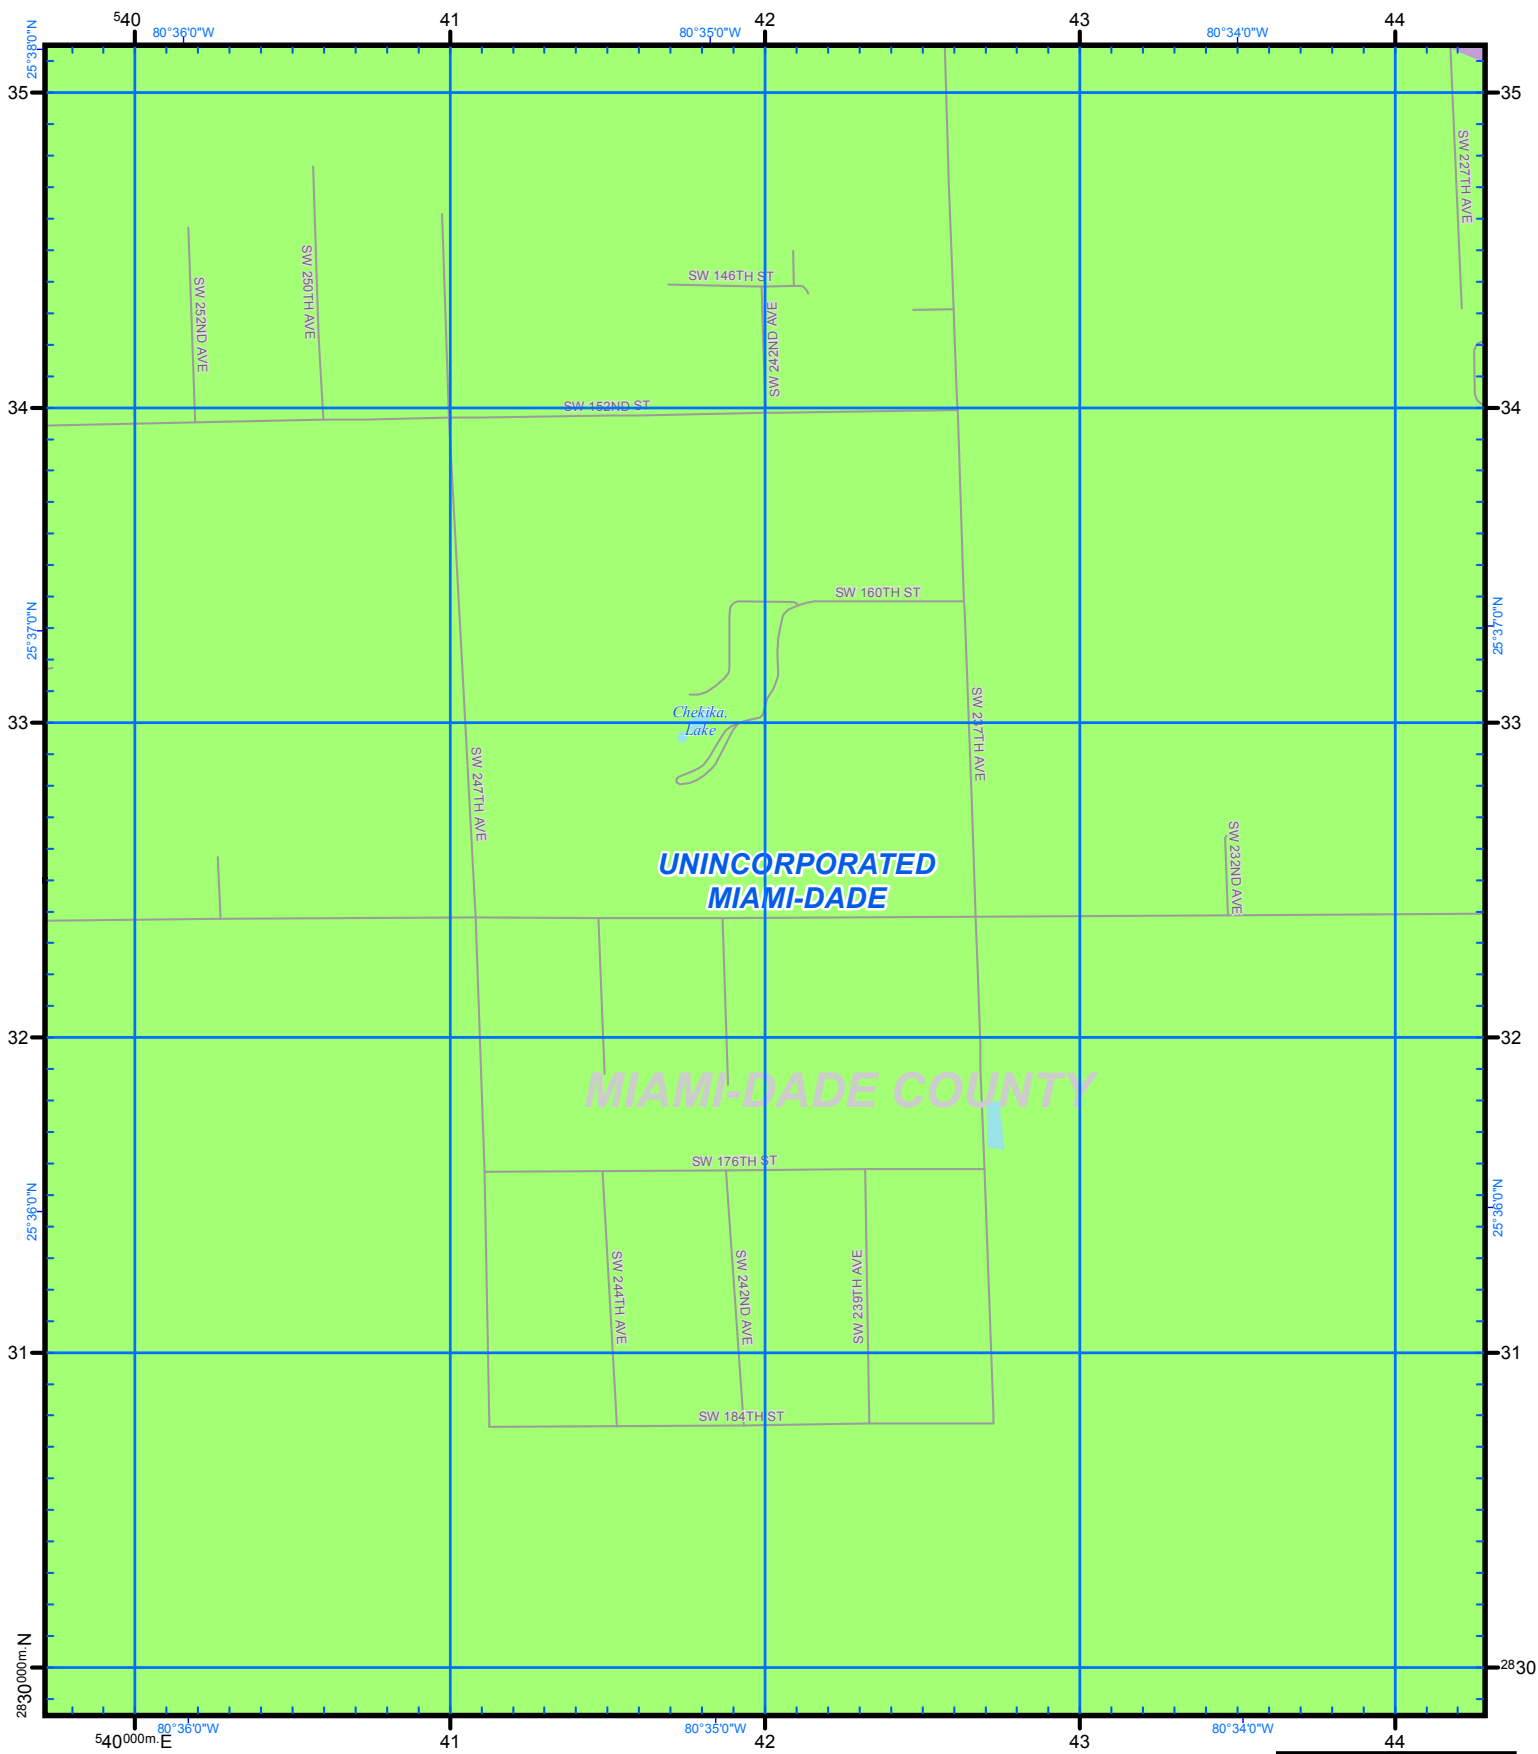 540 41 42 43 44
80°36'0"W 80°35'0"W 80°34'0"W
25°38'0"N
35 35
SW 227TH AVE
SW 250TH AVE
SW 146TH ST
SW 252ND AVE
SW 242ND AVE
SW 152ND ST
34 34
SW 160TH ST
25°37'0"N 25°37'0"N
Chekika,
Lake
33 33
SW 237TH AVE
SW 247TH AVE
SW 232ND AVE
UNINCORPORATED
MIAMI-DADE
32 32
MIAMI-DADE COUNTY
SW 176TH ST
25°36'0"N 25°36'0"N
SW 244TH AVE
SW 242ND AVE
SW 239TH AVE
31 31
SW 184TH ST
2830000m.N 2830
80°36'0"W 80°35'0"W 80°34'0"W
540000m.E 41 42 43 44